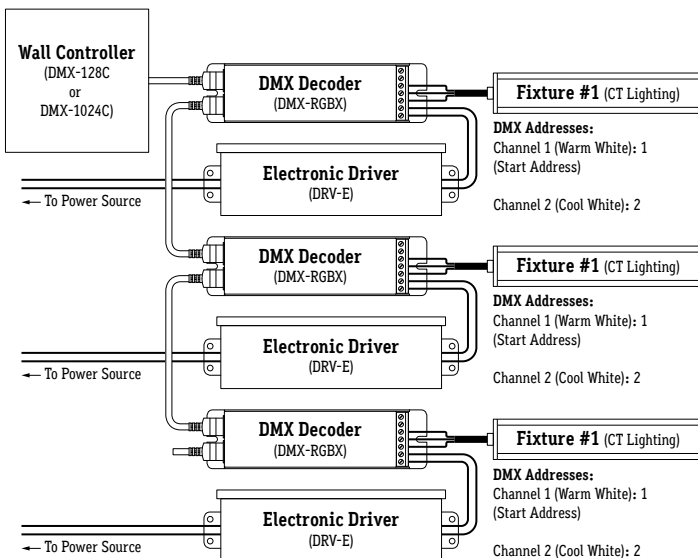 Wall Controller
(DMX-128C
or
DMX-1024C)
DMX Decoder
(DMX-RGBX)
Fixture #1 (CT Lighting)
DMX Addresses:
Channel 1 (Warm White): 1
(Start Address)
Channel 2 (Cool White): 2
Electronic Driver
(DRV-E)
← To Power Source
DMX Decoder
(DMX-RGBX)
Fixture #1 (CT Lighting)
DMX Addresses:
Channel 1 (Warm White): 1
(Start Address)
Channel 2 (Cool White): 2
Electronic Driver
(DRV-E)
← To Power Source
DMX Decoder
(DMX-RGBX)
Fixture #1 (CT Lighting)
DMX Addresses:
Channel 1 (Warm White): 1
(Start Address)
Channel 2 (Cool White): 2
Electronic Driver
(DRV-E)
← To Power Source